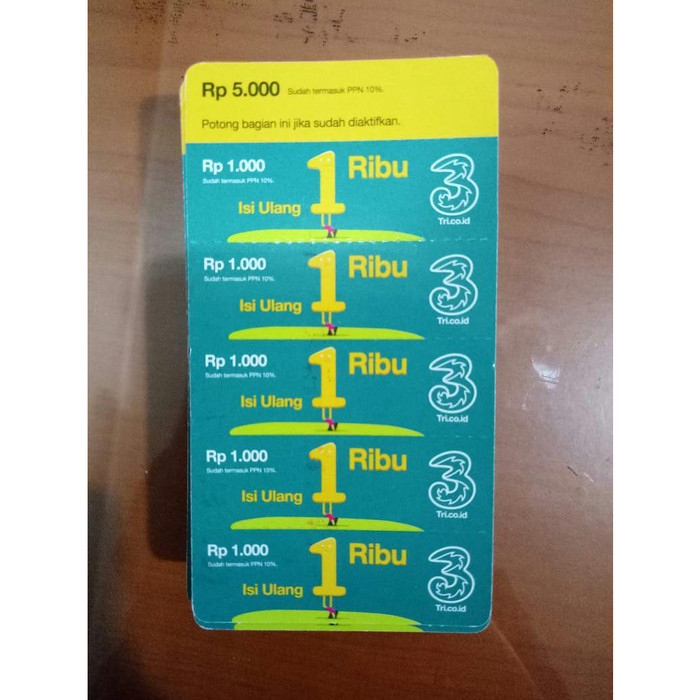 Rp 5.000 Sudah termasuk PPN 10%.
Potong bagian ini jika sudah diaktifkan.
Rp 1.000
Sudah termasuk PPN 10%.
Isi Ulang 1 Ribu
3
Tri.co.id
Rp 1.000
Sudah termasuk PPN 10%.
Isi Ulang 1 Ribu
3
Tri.co.id
Rp 1.000
Sudah termasuk PPN 10%.
Isi Ulang 1 Ribu
3
Tri.co.id
Rp 1.000
Sudah termasuk PPN 10%.
Isi Ulang 1 Ribu
3
Tri.co.id
Rp 1.000
Sudah termasuk PPN 10%.
Isi Ulang 1 Ribu
3
Tri.co.id